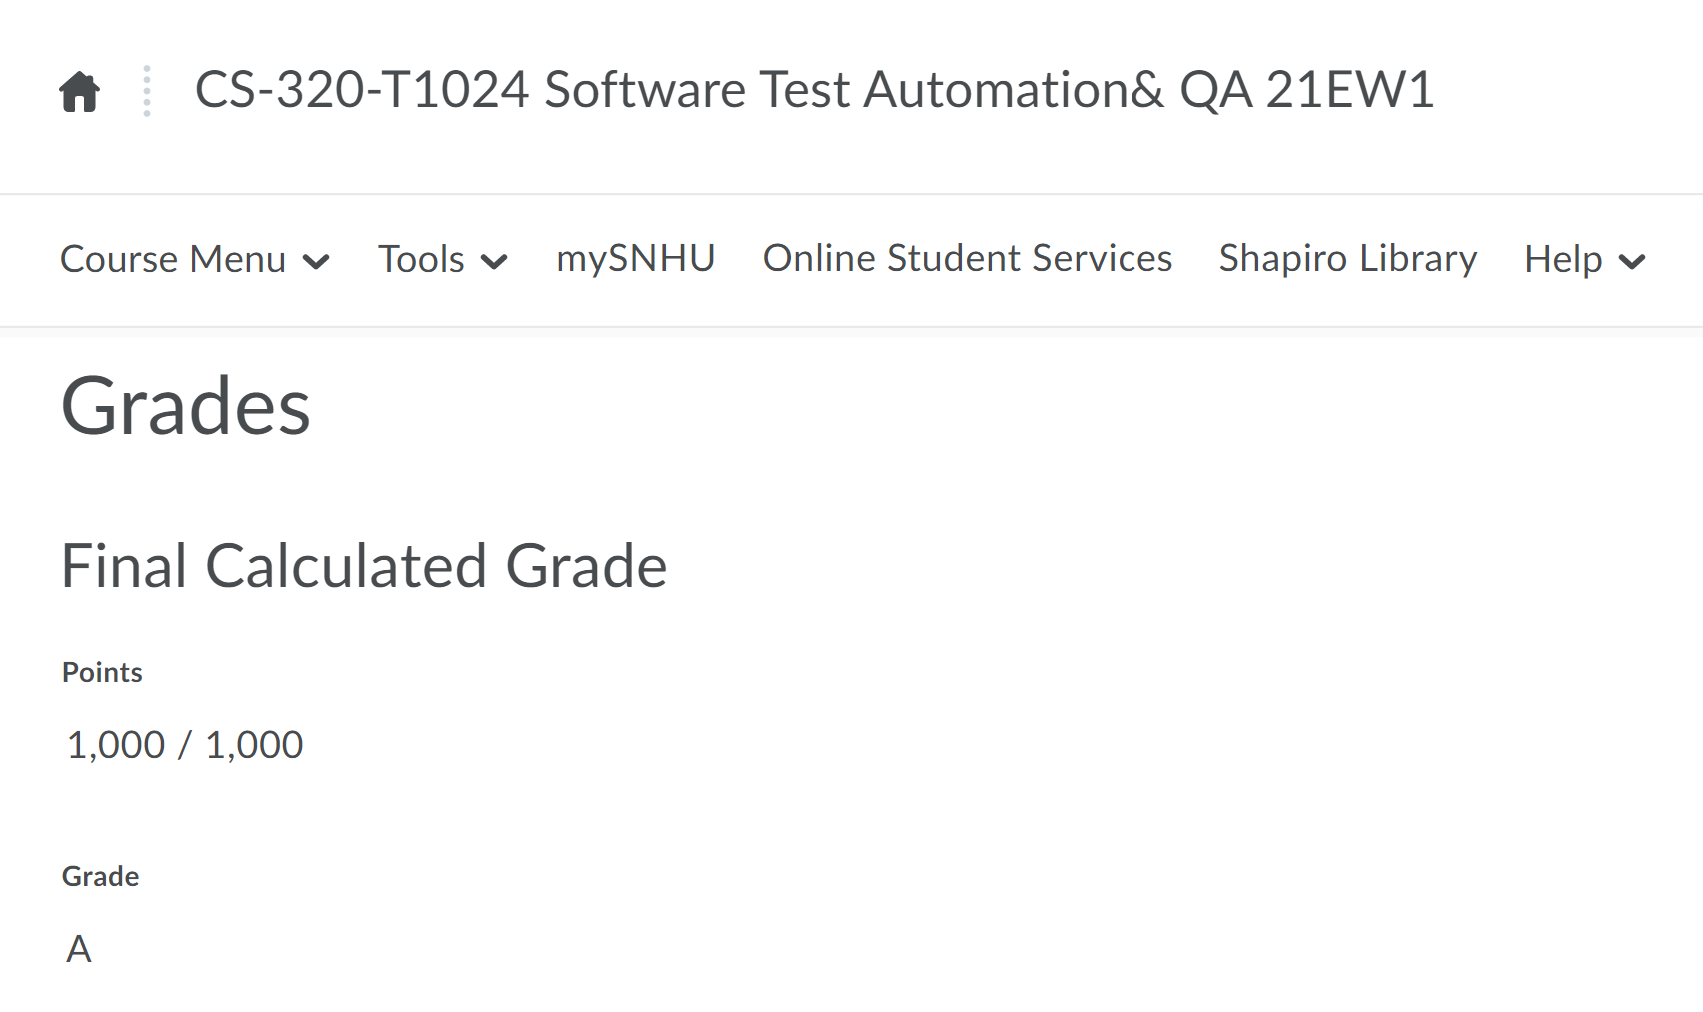 CS-320-T1024 Software Test Automation& QA 21EW1
Course Menu Tools mySNHU Online Student Services Shapiro Library Help
Grades
Final Calculated Grade
Points
1,000 / 1,000
Grade
A